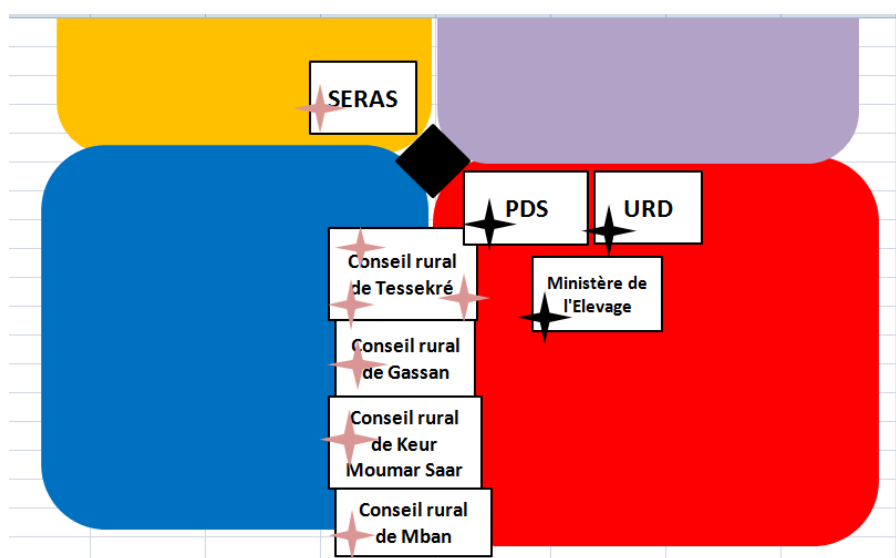 SERAS
PDS
URD
Conseil rural
de Tessekré
Ministère de
l'Elevage
Conseil rural
de Gassan
Conseil rural
de Keur
Moumar Saar
Conseil rural
de Mban